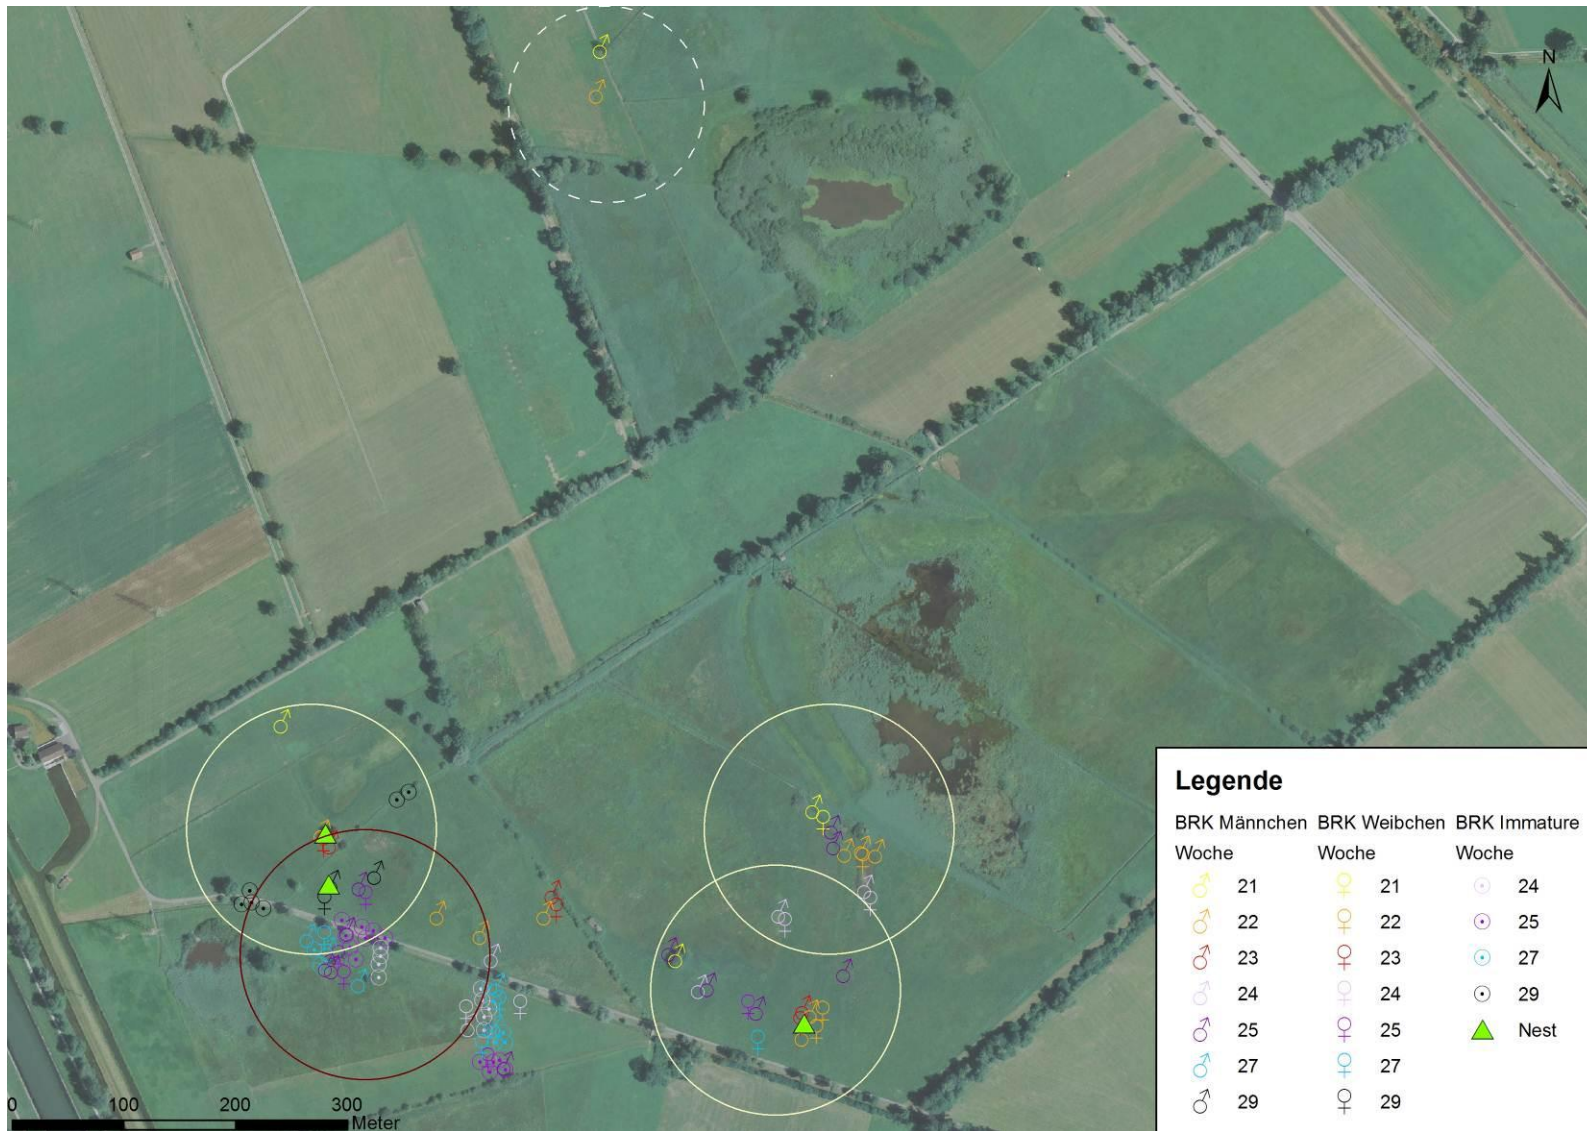 N
Legende
BRK Männchen BRK Weibchen BRK Immature
Woche Woche Woche
21 21 24
22 22 25
23 23 27
24 24 29
25 25 Nest
27 27
29 29
0 100 200 300
Meter